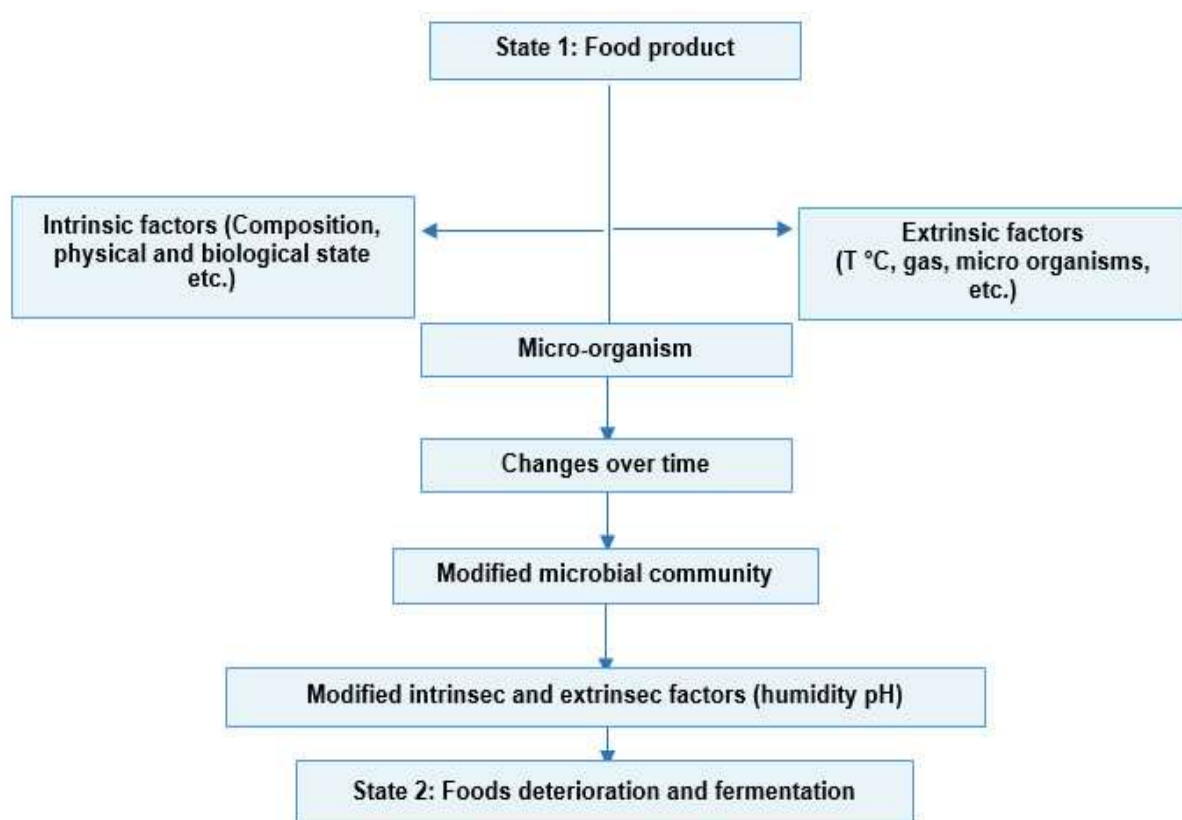 State 1: Food product
Intrinsic factors (Composition,
physical and biological state
etc.)
Extrinsic factors
(T °C, gas, micro organisms,
etc.)
Micro-organism
Changes over time
Modified microbial community
Modified intrinsec and extrinsec factors (humidity pH)
State 2: Foods deterioration and fermentation